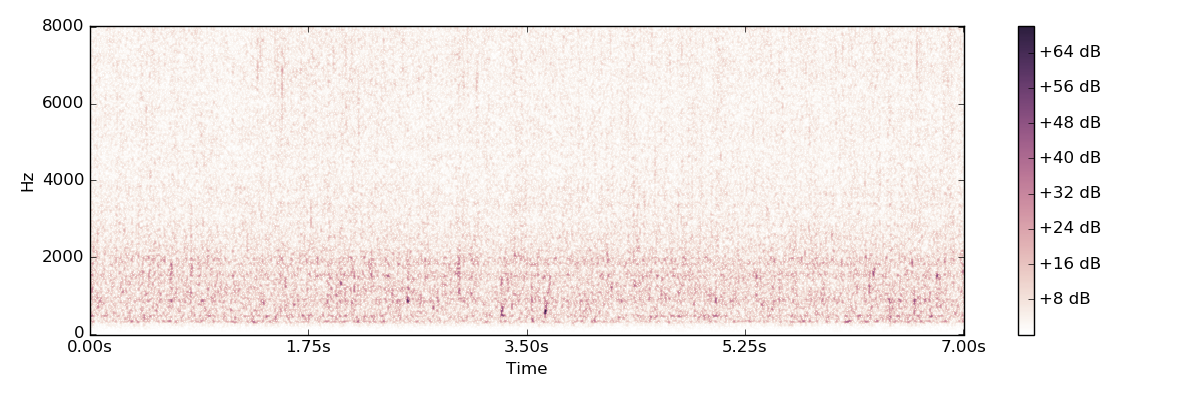 8000
6000
4000
2000
0
Hz
0.00s 1.75s 3.50s 5.25s 7.00s
Time
+64 dB
+56 dB
+48 dB
+40 dB
+32 dB
+24 dB
+16 dB
+8 dB